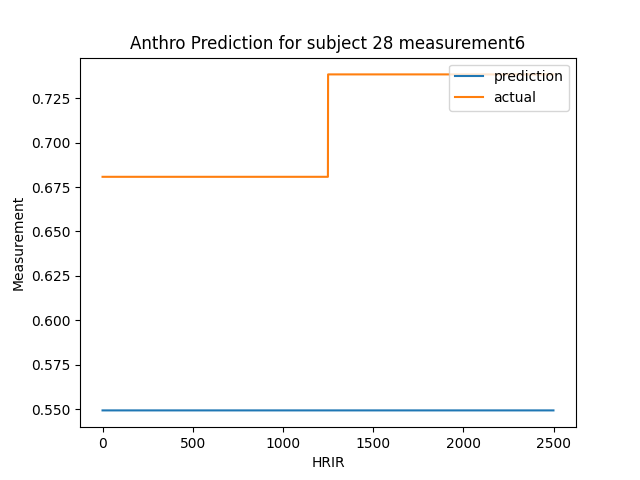 Anthro Prediction for subject 28 measurement6
prediction
actual
0.725
0.700
0.675
0.650
0.625
0.600
0.575
0.550
Measurement
0 500 1000 1500 2000 2500
HRIR